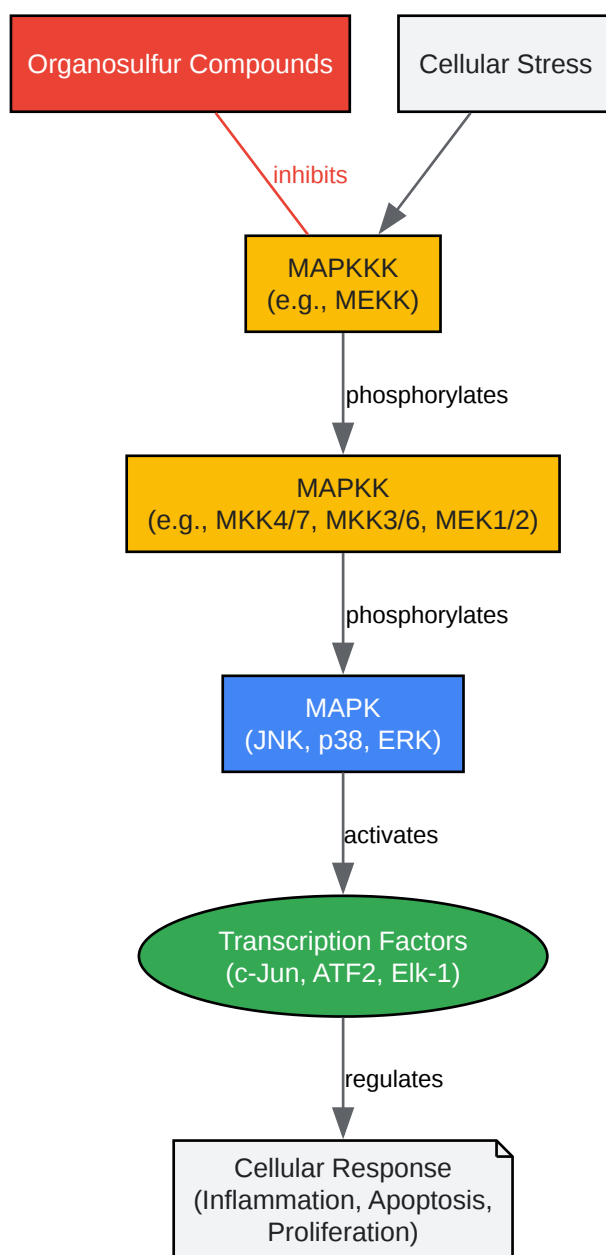 Organosulfur Compounds
Cellular Stress
inhibits
MAPKKK
(e.g., MEKK)
phosphorylates
MAPKK
(e.g., MKK4/7, MKK3/6, MEK1/2)
phosphorylates
MAPK
(JNK, p38, ERK)
activates
Transcription Factors
(c-Jun, ATF2, Elk-1)
regulates
Cellular Response
(Inflammation, Apoptosis,
Proliferation)